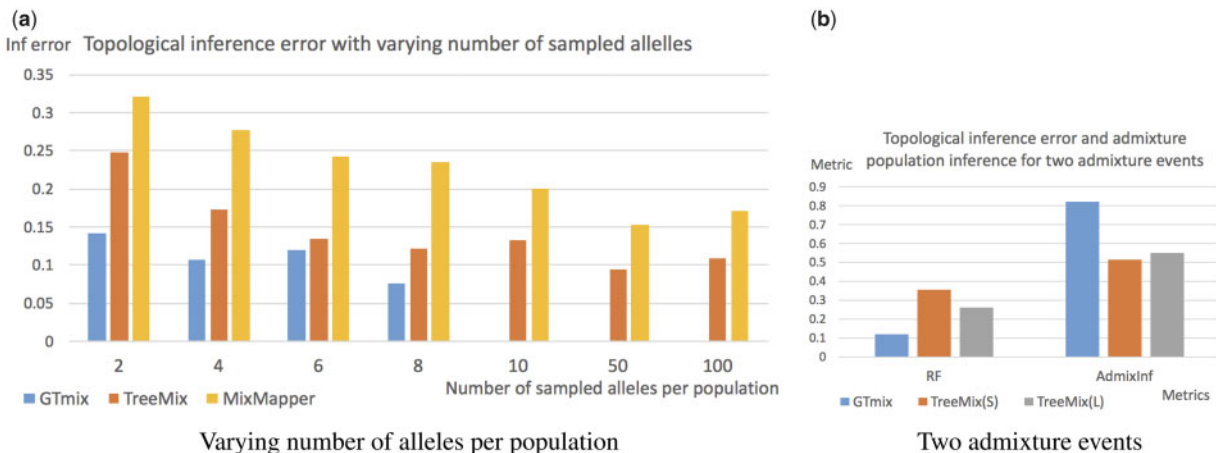 (a)
Inf error
Topological inference error with varying number of sampled allelles
0.35
0.3
0.25
0.2
0.15
0.1
0.05
0
2 4 6 8 10 50 100
Number of sampled alleles per population
GTmix TreeMix MixMapper
Varying number of alleles per population
(b)
Topological inference error and admixture
population inference for two admixture events
Metric
0.9
0.8
0.7
0.6
0.5
0.4
0.3
0.2
0.1
0
RF AdmixInf
Metrics
GTmix TreeMix(S) TreeMix(L)
Two admixture events